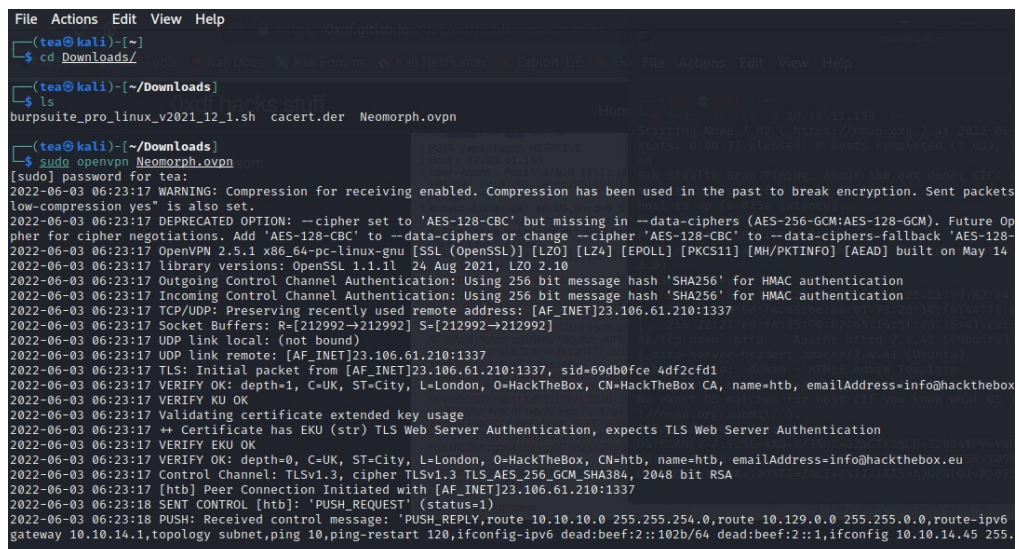 File Actions Edit View Help
┌──(tea㉿kali)-[~]
└─$ cd Downloads/
┌──(tea㉿kali)-[~/Downloads]
└─$ ls
burpsuite_pro_linux_v2021_12_1.sh cacert.der Neomorph.ovpn
┌──(tea㉿kali)-[~/Downloads]
└─$ sudo openvpn Neomorph.ovpn
[sudo] password for tea:
2022-06-03 06:23:17 WARNING: Compression for receiving enabled. Compression has been used in the past to break encryption. Sent packets
low-compression yes" is also set.
2022-06-03 06:23:17 DEPRECATED OPTION: --cipher set to 'AES-128-CBC' but missing in --data-ciphers (AES-256-GCM:AES-128-GCM). Future Op
pher for cipher negotiations. Add 'AES-128-CBC' to --data-ciphers or change --cipher 'AES-128-CBC' to --data-ciphers-fallback 'AES-128-
2022-06-03 06:23:17 OpenVPN 2.5.1 x86_64-pc-linux-gnu [SSL (OpenSSL)] [LZO] [LZ4] [EPOLL] [PKCS11] [MH/PKTINFO] [AEAD] built on May 14
2022-06-03 06:23:17 library versions: OpenSSL 1.1.1l 24 Aug 2021, LZO 2.10
2022-06-03 06:23:17 Outgoing Control Channel Authentication: Using 256 bit message hash 'SHA256' for HMAC authentication
2022-06-03 06:23:17 Incoming Control Channel Authentication: Using 256 bit message hash 'SHA256' for HMAC authentication
2022-06-03 06:23:17 TCP/UDP: Preserving recently used remote address: [AF_INET]23.106.61.210:1337
2022-06-03 06:23:17 Socket Buffers: R=[212992→212992] S=[212992→212992]
2022-06-03 06:23:17 UDP link local: (not bound)
2022-06-03 06:23:17 UDP link remote: [AF_INET]23.106.61.210:1337
2022-06-03 06:23:17 TLS: Initial packet from [AF_INET]23.106.61.210:1337, sid=69db0fce 4df2cfd1
2022-06-03 06:23:17 VERIFY OK: depth=1, C=UK, ST=City, L=London, O=HackTheBox, CN=HackTheBox CA, name=htb, emailAddress=info@hackthebox
2022-06-03 06:23:17 VERIFY KU OK
2022-06-03 06:23:17 Validating certificate extended key usage
2022-06-03 06:23:17 ++ Certificate has EKU (str) TLS Web Server Authentication, expects TLS Web Server Authentication
2022-06-03 06:23:17 VERIFY EKU OK
2022-06-03 06:23:17 VERIFY OK: depth=0, C=UK, ST=City, L=London, O=HackTheBox, CN=htb, name=htb, emailAddress=info@hackthebox.eu
2022-06-03 06:23:17 Control Channel: TLSv1.3, cipher TLSv1.3 TLS_AES_256_GCM_SHA384, 2048 bit RSA
2022-06-03 06:23:17 [htb] Peer Connection Initiated with [AF_INET]23.106.61.210:1337
2022-06-03 06:23:18 SENT CONTROL [htb]: 'PUSH_REQUEST' (status=1)
2022-06-03 06:23:18 PUSH: Received control message: 'PUSH_REPLY,route 10.10.10.0 255.255.254.0,route 10.129.0.0 255.255.0.0,route-ipv6
gateway 10.10.14.1,topology subnet,ping 10,ping-restart 120,ifconfig-ipv6 dead:beef:2::102b/64 dead:beef:2::1,ifconfig 10.10.14.45 255.